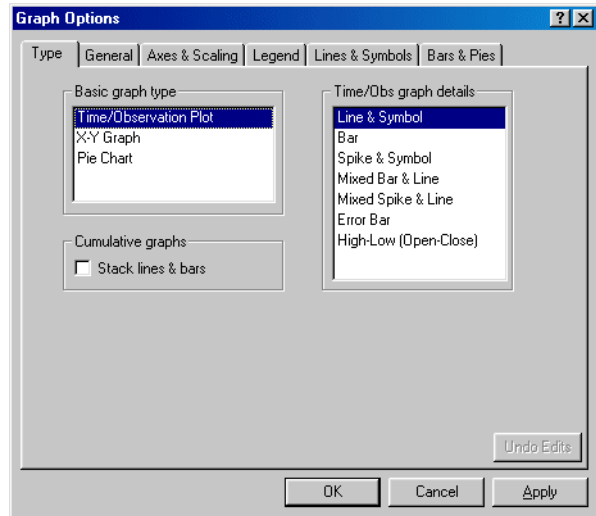 Graph Options
Type General Axes & Scaling Legend Lines & Symbols Bars & Pies
Basic graph type
Time/Observation Plot
X-Y Graph
Pie Chart
Cumulative graphs
Stack lines & bars
Time/Obs graph details
Line & Symbol
Bar
Spike & Symbol
Mixed Bar & Line
Mixed Spike & Line
Error Bar
High-Low (Open-Close)
Undo Edits
OK Cancel Apply